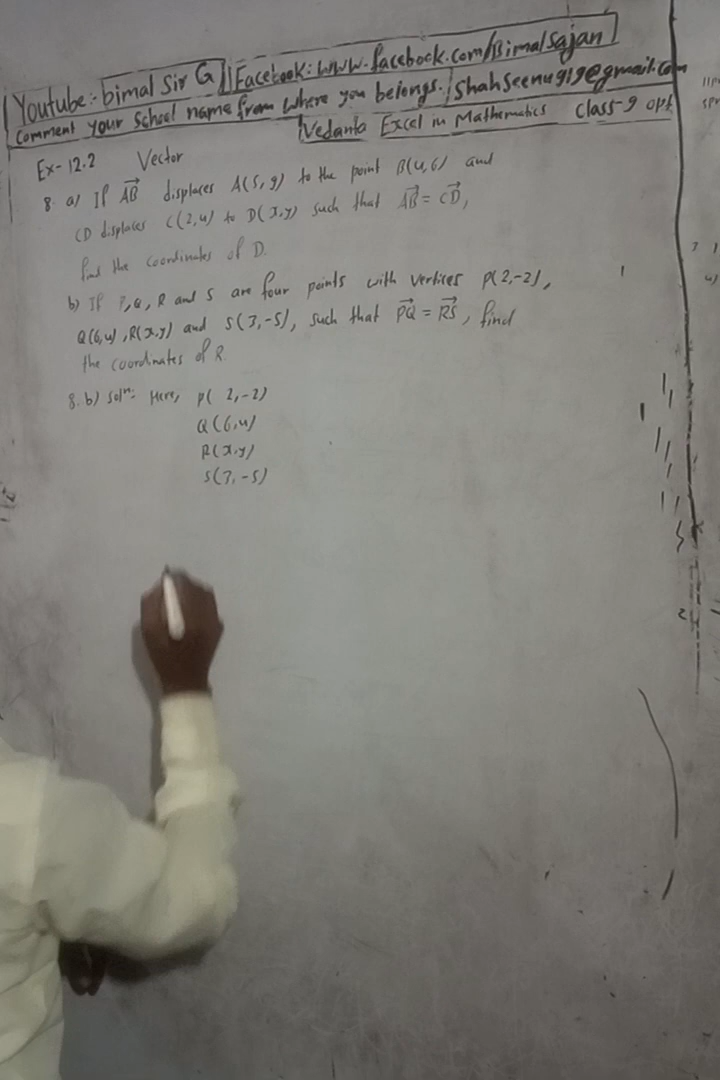 Youtube:- bimal Sir G || Facebook: www.facebook.com/Bimalsajan
Comment your School name from where you belongs. | Shahseenu919@gmail.com
Vedanta Excel in Mathematics Class-9 opt
Ex- 12.2 Vector
8. a) If AB displaces A(5,9) to the point B(4,6) and
CD displaces C(2,4) to D(x,y) such that AB = CD,
find the coordinates of D.
b) If P,Q,R and S are four points with vertices P(2,-2),
Q(6,4), R(x,y) and S(7,-5), such that PQ = RS, find
the coordinates of R.
8. b) Solⁿ: Here, P( 2,-2)
Q(6,4)
R(x,y)
S(7,-5)